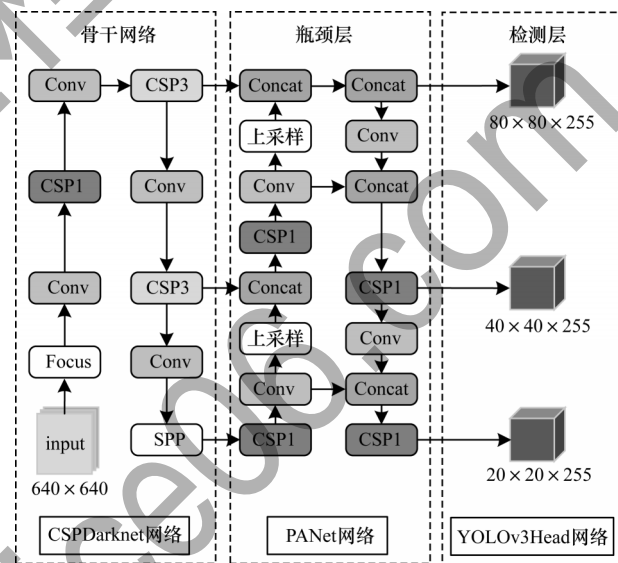 骨干网络
Conv
CSP3
CSP1
Conv
Conv
CSP3
Focus
Conv
input
SPP
640×640
CSPDarknet网络
瓶颈层
Concat
Concat
上采样
Conv
Conv
Concat
CSP1
Concat
CSP1
上采样
Conv
Conv
Concat
CSP1
CSP1
PANet网络
检测层
80×80×255
40×40×255
20×20×255
YOLOv3Head网络